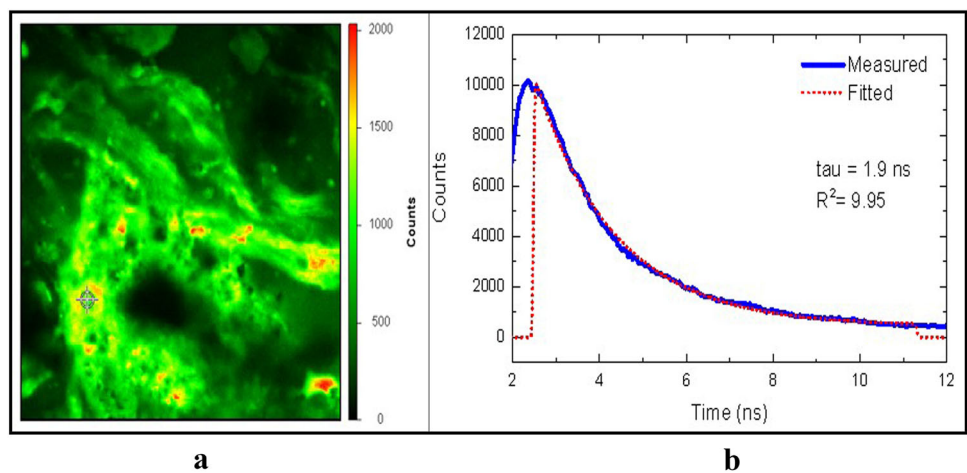 2000
1500
1000
500
0
Counts
12000
10000
8000
6000
4000
2000
0
Counts
Measured
Fitted
tau = 1.9 ns
R²= 9.95
2 4 6 8 10 12
Time (ns)
a b